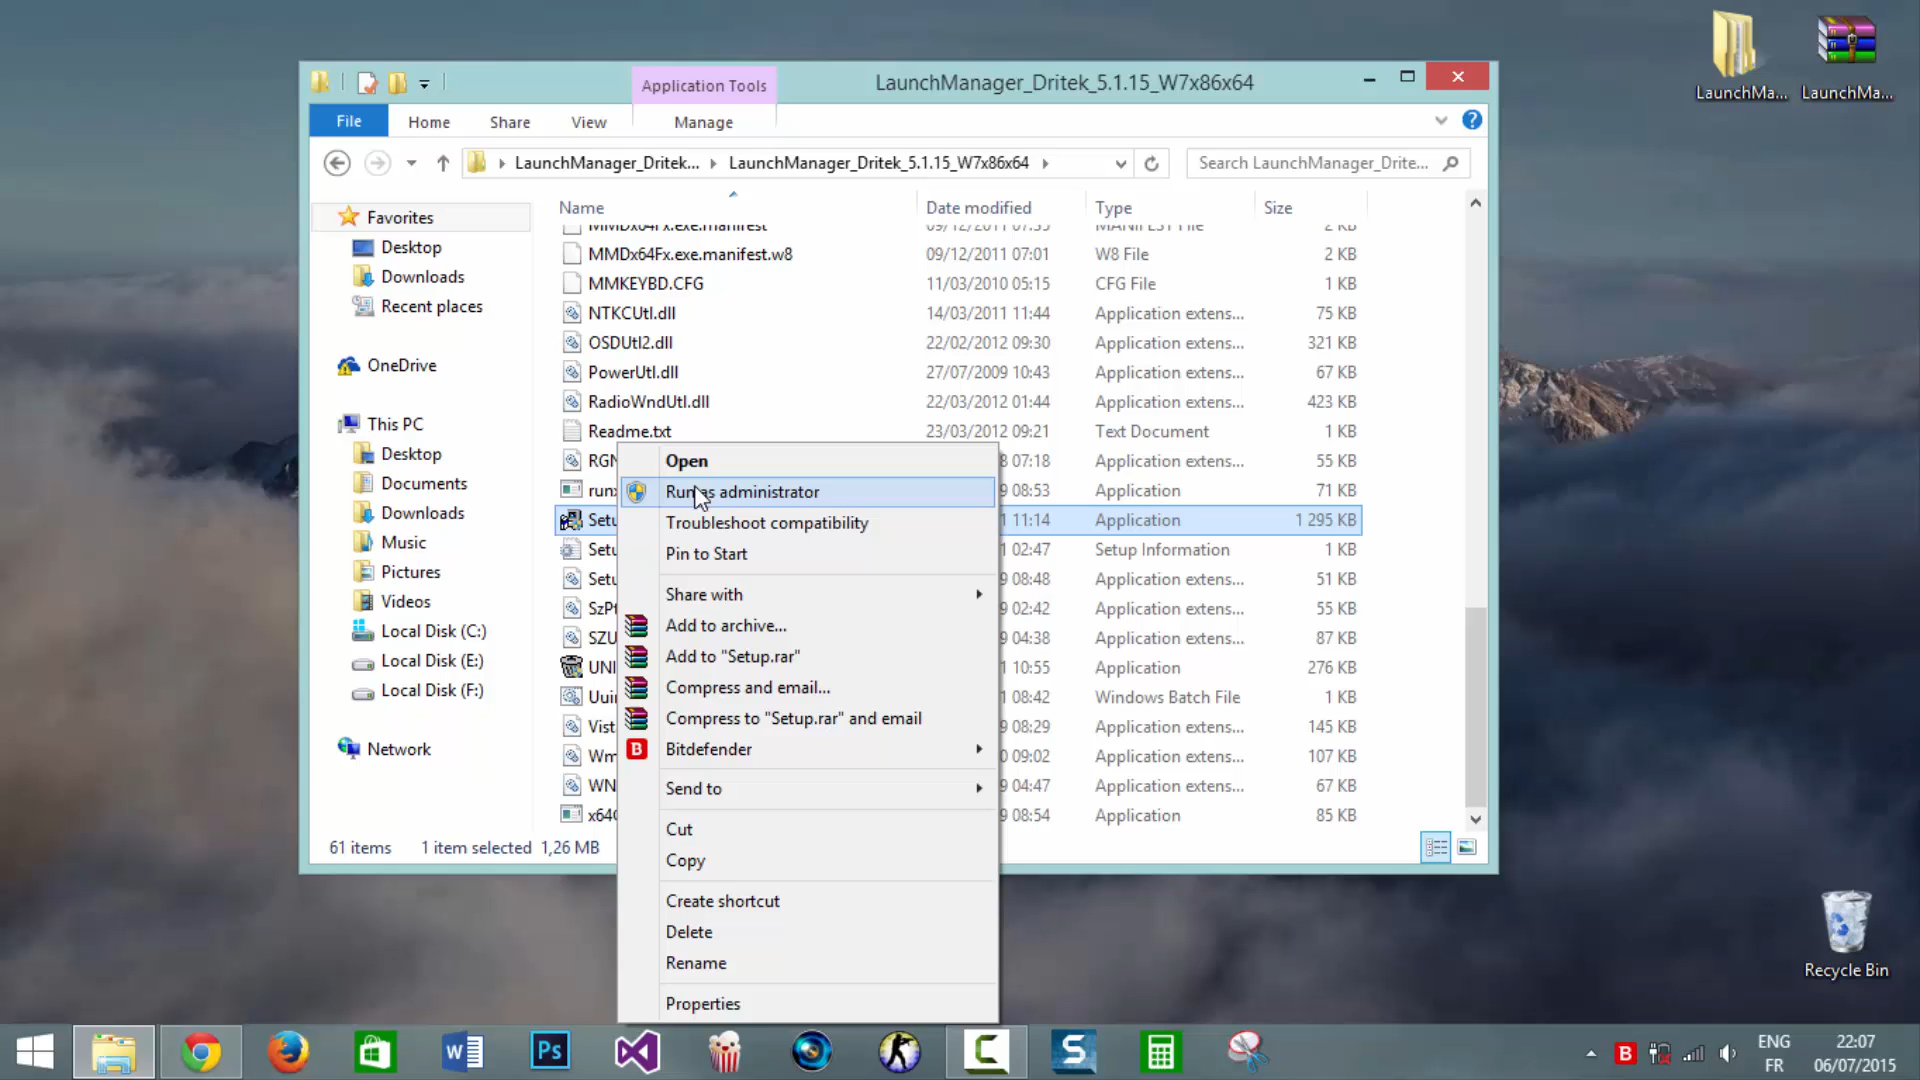 LaunchMa...
LaunchMa...
Application Tools
LaunchManager_Dritek_5.1.15_W7x86x64
File
Home
Share
View
Manage
LaunchManager_Dritek...
LaunchManager_Dritek_5.1.15_W7x86x64
Search LaunchManager_Drite...
Favorites
Desktop
Downloads
Recent places
OneDrive
This PC
Desktop
Documents
Downloads
Music
Pictures
Videos
Local Disk (C:)
Local Disk (E:)
Local Disk (F:)
Network
Name Date modified Type Size
MMDx64Fx.exe.manifest 09/12/2011 07:55 MANIFEST File 2 KB
MMDx64Fx.exe.manifest.w8 09/12/2011 07:01 W8 File 2 KB
MMKEYBD.CFG 11/03/2010 05:15 CFG File 1 KB
NTKCUtl.dll 14/03/2011 11:44 Application extens... 75 KB
OSDUtl2.dll 22/02/2012 09:30 Application extens... 321 KB
PowerUtl.dll 27/07/2009 10:43 Application extens... 67 KB
RadioWndUtl.dll 22/03/2012 01:44 Application extens... 423 KB
Readme.txt 23/03/2012 09:21 Text Document 1 KB
RGN 8 07:18 Application extens... 55 KB
run 9 08:53 Application 71 KB
Setu 1 11:14 Application 1 295 KB
Setu 1 02:47 Setup Information 1 KB
Setu 9 08:48 Application extens... 51 KB
SzPt 9 02:42 Application extens... 55 KB
SZU 9 04:38 Application extens... 87 KB
UNI 1 10:55 Application 276 KB
Uuin 1 08:42 Windows Batch File 1 KB
Vist 9 08:29 Application extens... 145 KB
Wm 0 09:02 Application extens... 107 KB
WN 9 04:47 Application extens... 67 KB
x64 9 08:54 Application 85 KB
Open
Run as administrator
Troubleshoot compatibility
Pin to Start
Share with
Add to archive...
Add to "Setup.rar"
Compress and email...
Compress to "Setup.rar" and email
B Bitdefender
Send to
Cut
Copy
Create shortcut
Delete
Rename
Properties
61 items 1 item selected 1,26 MB
Recycle Bin
W
Ps
C
S
B
ENG
FR
22:07
06/07/2015